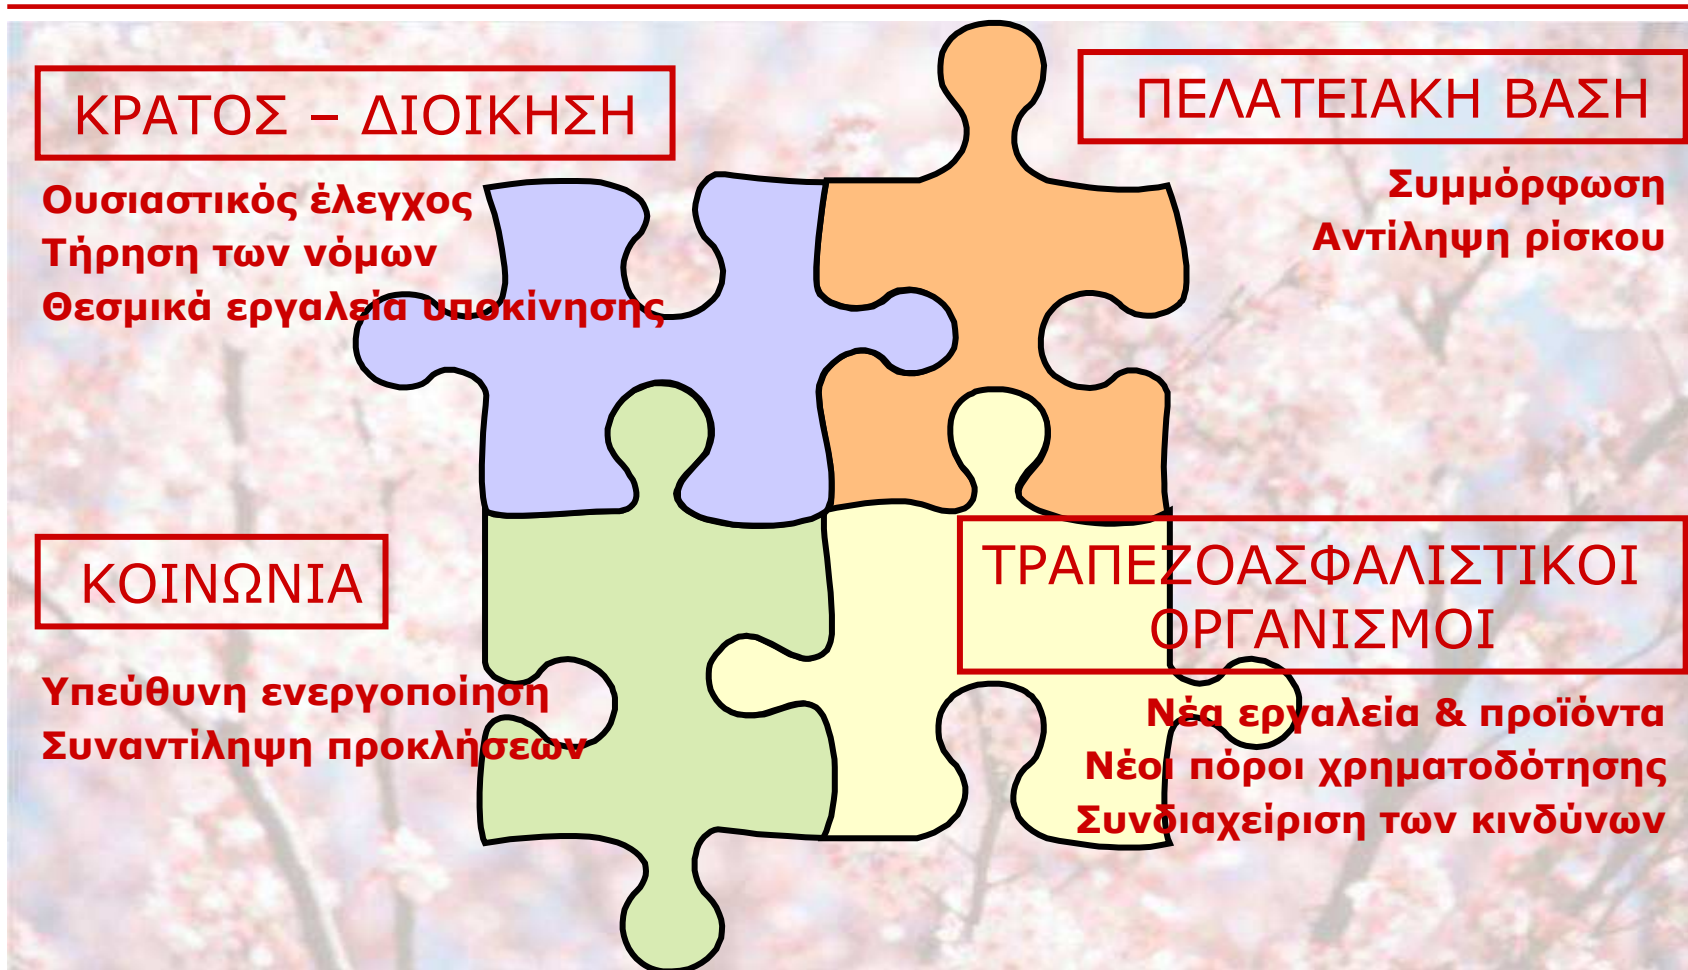 ΚΡΑΤΟΣ – ΔΙΟΙΚΗΣΗ
Ουσιαστικός έλεγχος
Τήρηση των νόμων
Θεσμικά εργαλεία υποκίνησης
ΠΕΛΑΤΕΙΑΚΗ ΒΑΣΗ
Συμμόρφωση
Αντίληψη ρίσκου
ΚΟΙΝΩΝΙΑ
Υπεύθυνη ενεργοποίηση
Συναντίληψη προκλήσεων
ΤΡΑΠΕΖΟΑΣΦΑΛΙΣΤΙΚΟΙ
ΟΡΓΑΝΙΣΜΟΙ
Νέα εργαλεία & προϊόντα
Νέοι πόροι χρηματοδότησης
Συνδιαχείριση των κινδύνων